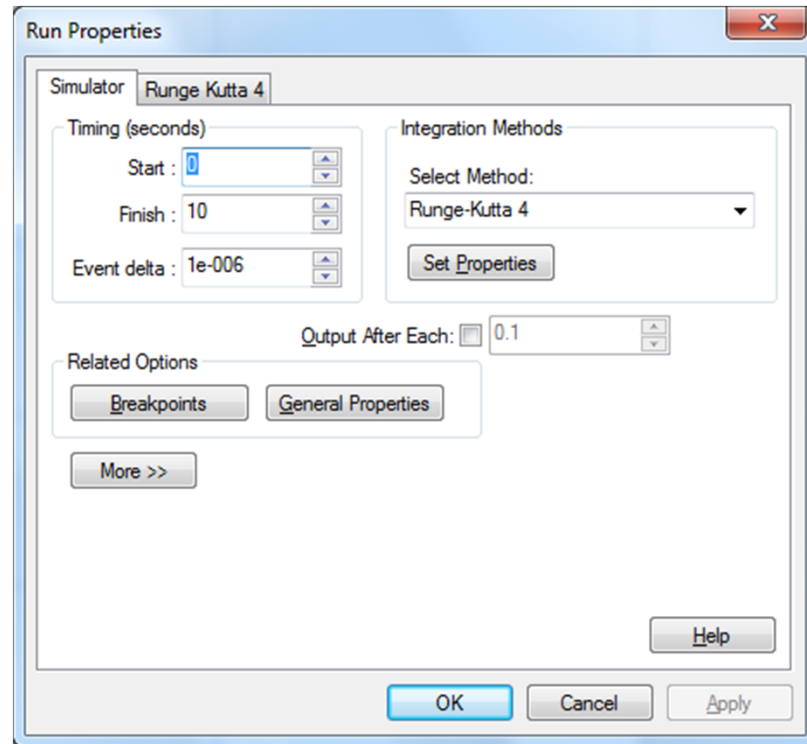 Run Properties
Simulator
Runge Kutta 4
Timing (seconds)
Start : 0
Finish : 10
Event delta : 1e-006
Integration Methods
Select Method:
Runge-Kutta 4
Set Properties
Output After Each: 0.1
Related Options
Breakpoints
General Properties
More >>
Help
OK
Cancel
Apply